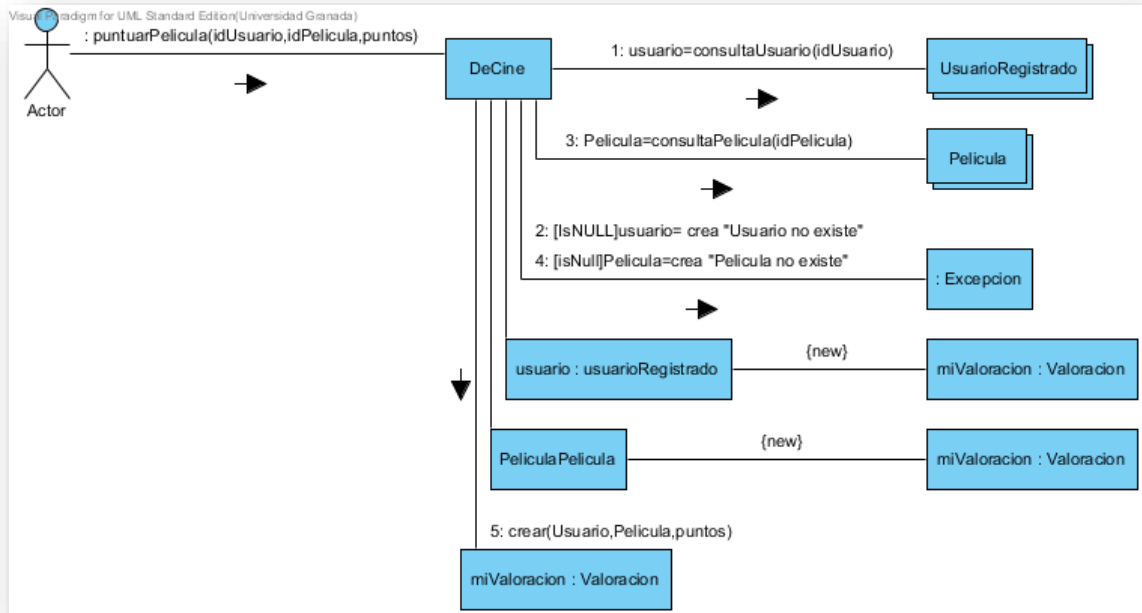 Visual Paradigm for UML Standard Edition(Universidad Granada)
: puntuarPelicula(idUsuario,idPelicula,puntos)
Actor
DeCine
1: usuario=consultaUsuario(idUsuario)
UsuarioRegistrado
3: Pelicula=consultaPelicula(idPelicula)
Pelicula
2: [IsNULL]usuario= crea "Usuario no existe"
4: [isNull]Pelicula=crea "Pelicula no existe"
: Excepcion
usuario : usuarioRegistrado
{new}
miValoracion : Valoracion
PeliculaPelicula
{new}
miValoracion : Valoracion
5: crear(Usuario,Pelicula,puntos)
miValoracion : Valoracion